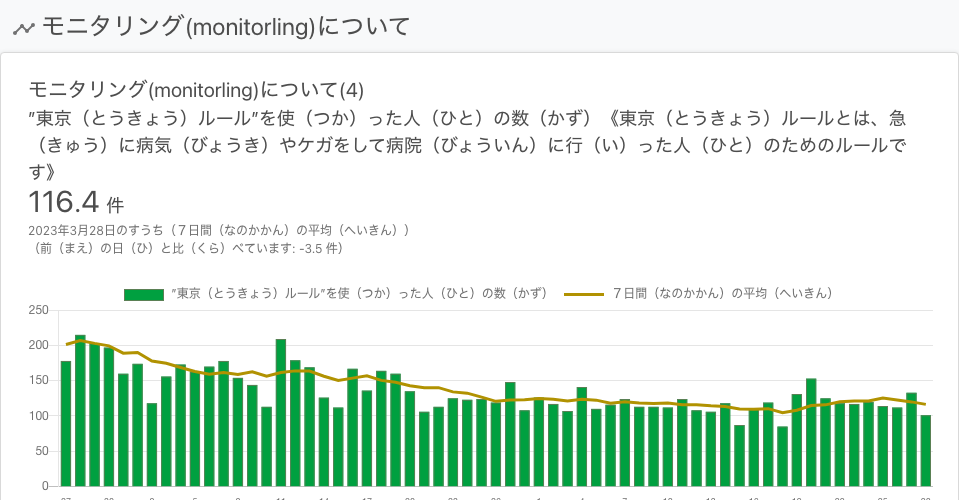 モニタリング(monitorling)について
モニタリング(monitorling)について(4)
”東京（とうきょう）ルール”を使（つか）った人（ひと）の数（かず）《東京（とうきょう）ルールとは、急
（きゅう）に病気（びょうき）やケガをして病院（びょういん）に行（い）った人（ひと）のためのルールで
す》
116.4 件
2023年3月28日のすうち（７日間（なのかかん）の平均（へいきん））
（前（まえ）の日（ひ）と比（くら）べています: -3.5 件）
”東京（とうきょう）ルール”を使（つか）った人（ひと）の数（かず） ７日間（なのかかん）の平均（へいきん）
250
200
150
100
50
0